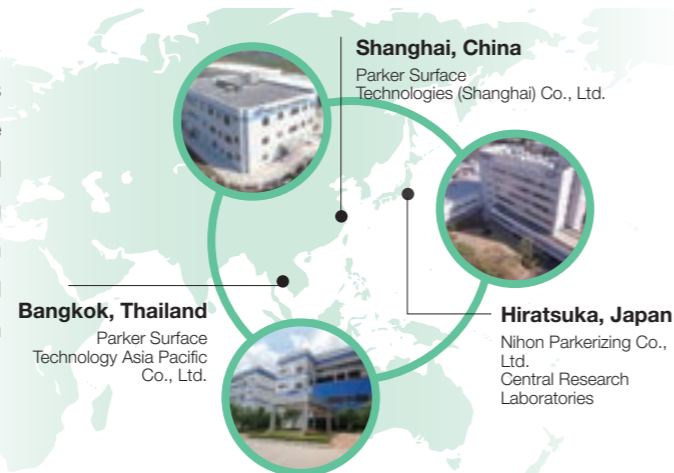 Shanghai, China
Parker Surface
Technologies (Shanghai) Co., Ltd.
Bangkok, Thailand
Parker Surface
Technology Asia Pacific
Co., Ltd.
Hiratsuka, Japan
Nihon Parkerizing Co.,
Ltd.
Central Research
Laboratories